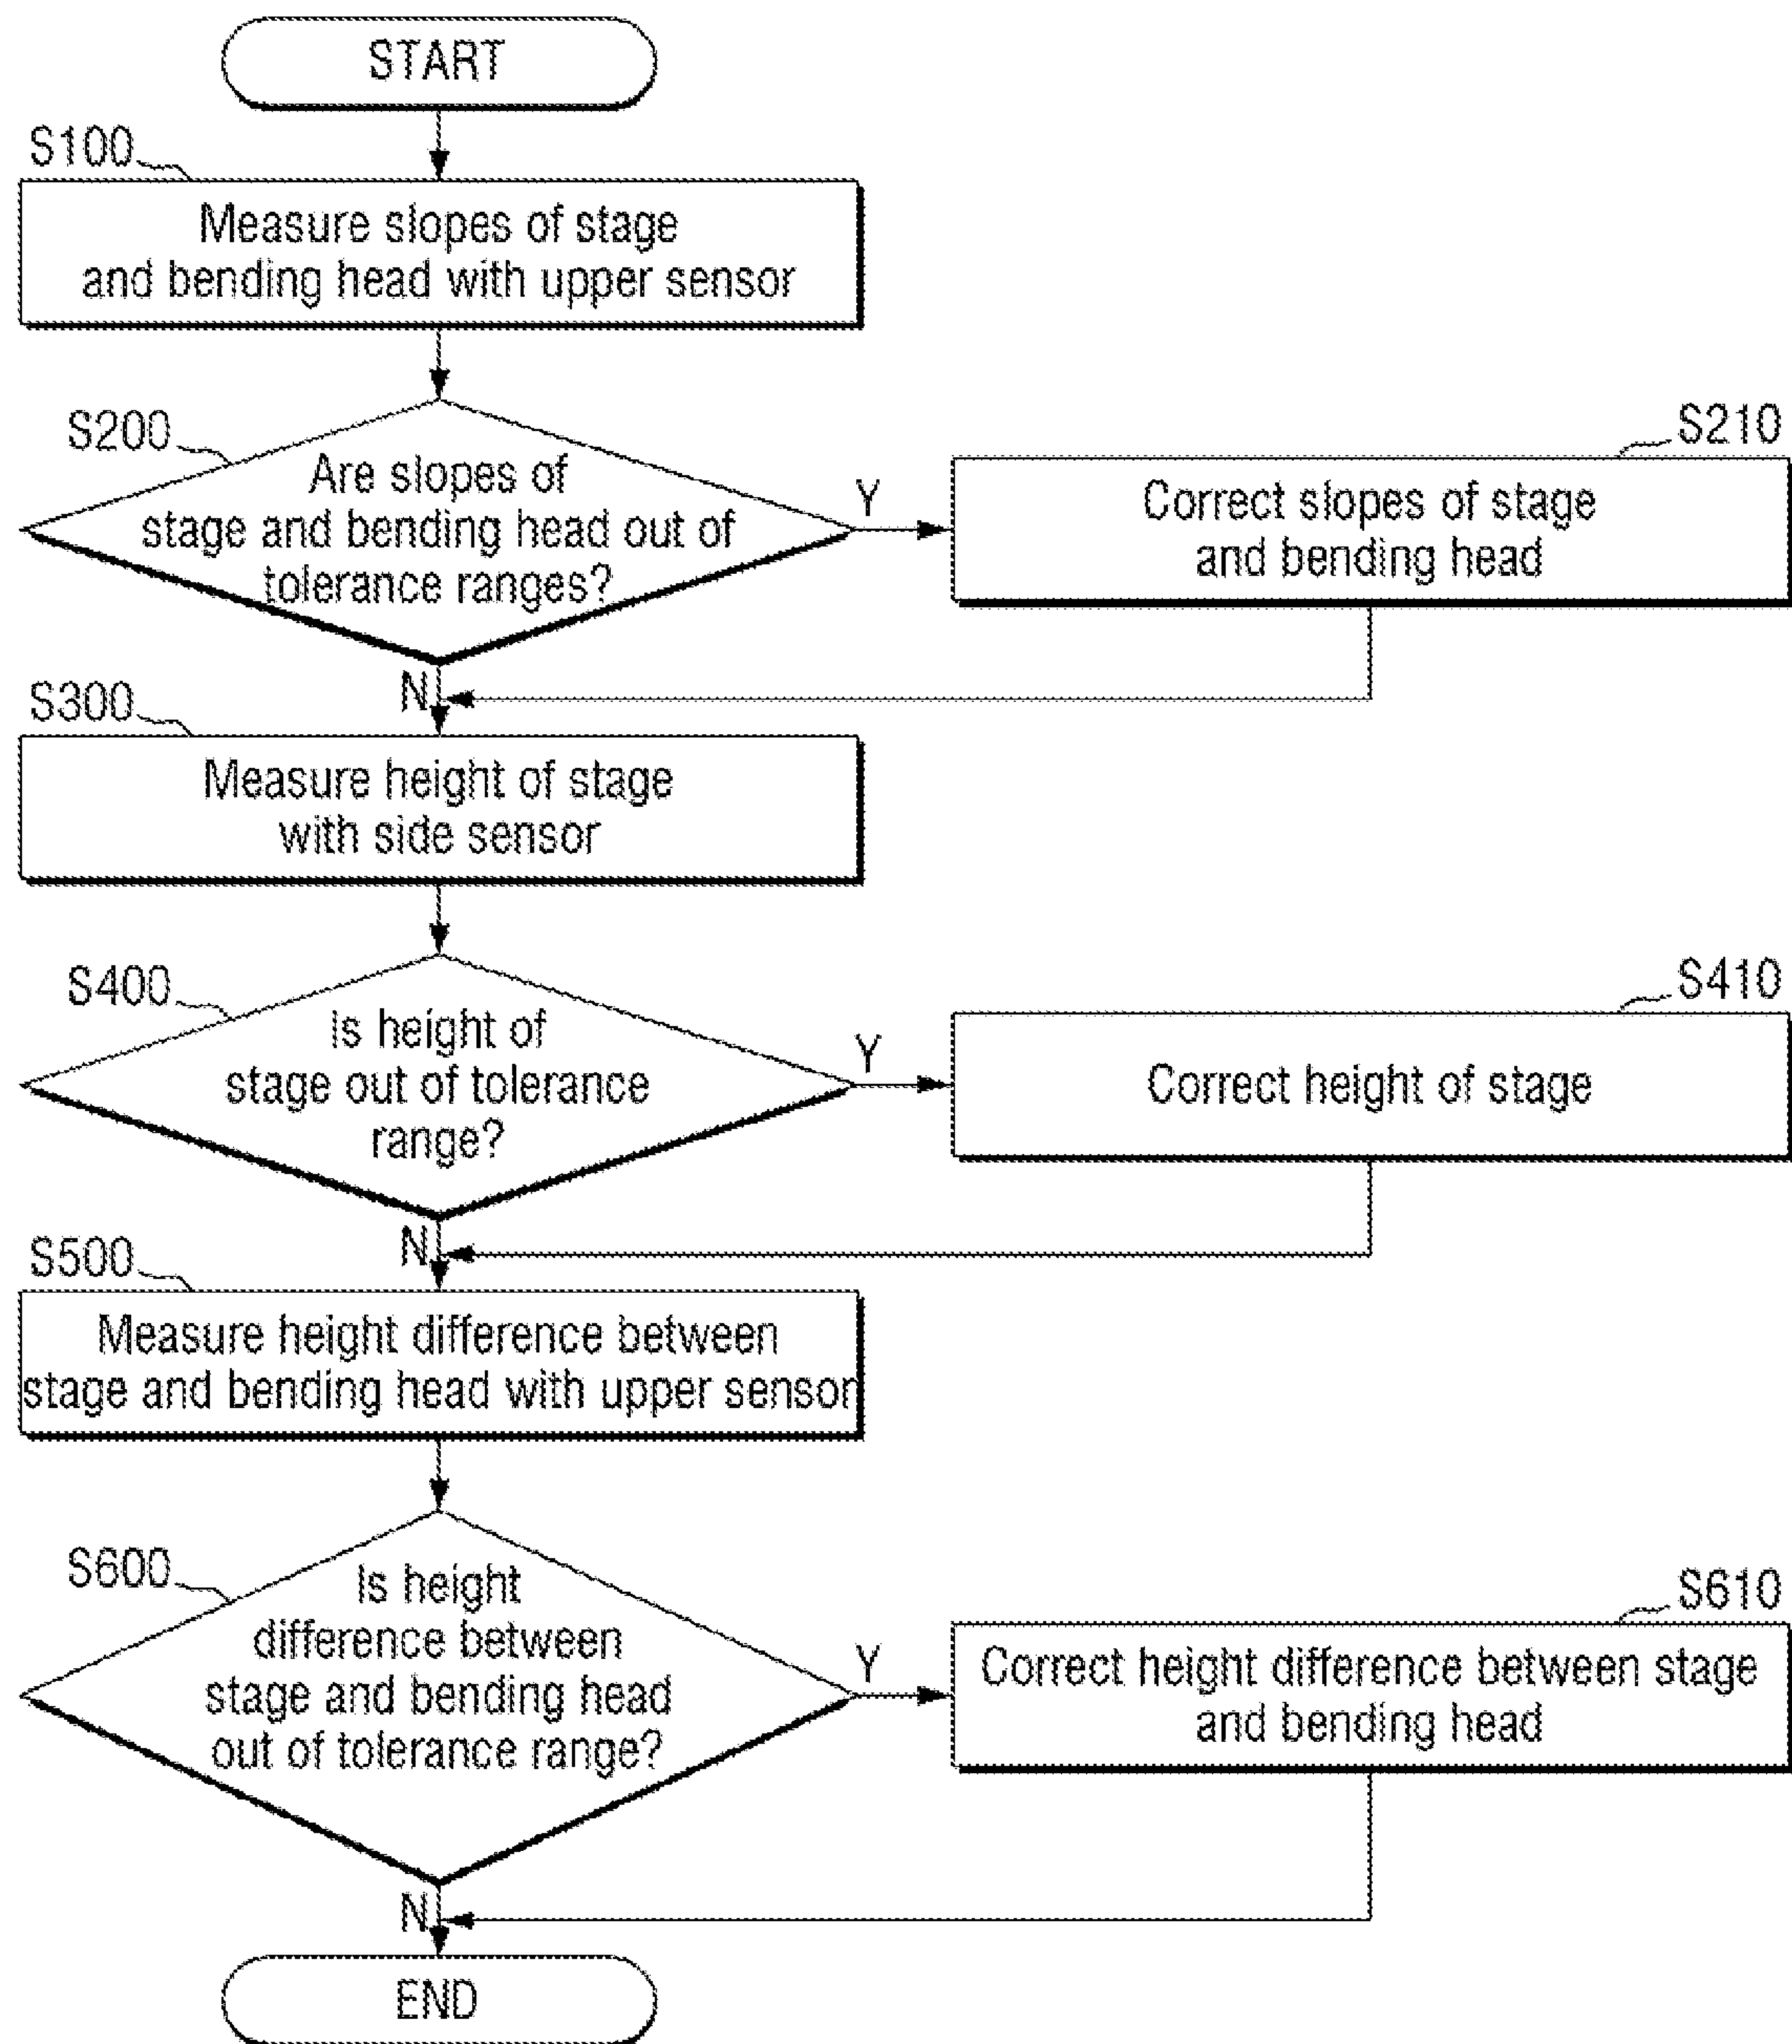 START
S100
Measure slopes of stage
and bending head with upper sensor
S200
Are slopes of
stage and bending head out of
tolerance ranges?
Y
S210
Correct slopes of stage
and bending head
N
S300
Measure height of stage
with side sensor
S400
Is height of
stage out of tolerance
range?
Y
S410
Correct height of stage
N
S500
Measure height difference between
stage and bending head with upper sensor
S600
Is height
difference between
stage and bending head
out of tolerance range?
Y
S610
Correct height difference between stage
and bending head
N
END